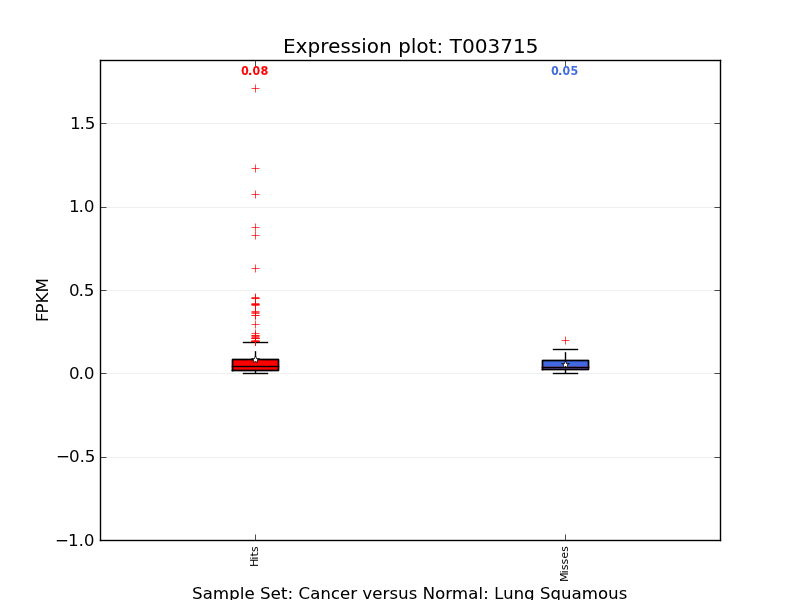 Expression plot: T003715
0.08
0.05
1.5
1.0
0.5
0.0
−0.5
−1.0
FPKM
Hits
Misses
Sample Set: Cancer versus Normal: Lung Squamous